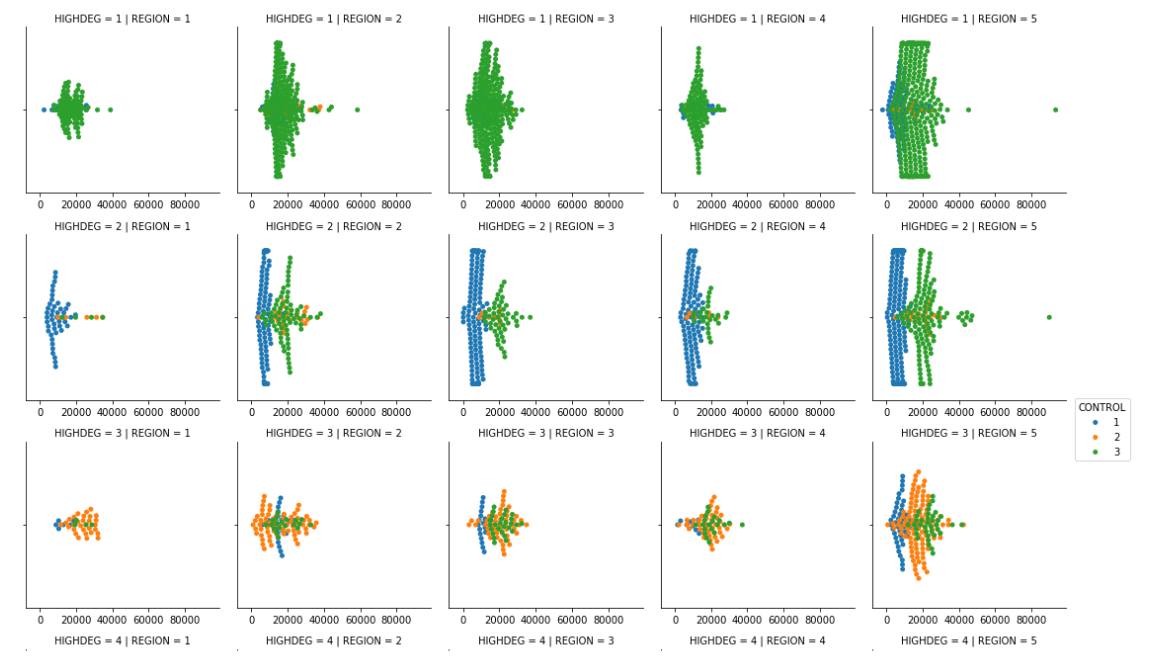 HIGHDEG = 1 | REGION = 1 HIGHDEG = 1 | REGION = 2 HIGHDEG = 1 | REGION = 3 HIGHDEG = 1 | REGION = 4 HIGHDEG = 1 | REGION = 5
0 20000 40000 60000 80000 0 20000 40000 60000 80000 0 20000 40000 60000 80000 0 20000 40000 60000 80000 0 20000 40000 60000 80000
HIGHDEG = 2 | REGION = 1 HIGHDEG = 2 | REGION = 2 HIGHDEG = 2 | REGION = 3 HIGHDEG = 2 | REGION = 4 HIGHDEG = 2 | REGION = 5
0 20000 40000 60000 80000 0 20000 40000 60000 80000 0 20000 40000 60000 80000 0 20000 40000 60000 80000 0 20000 40000 60000 80000
CONTROL
1
2
3
HIGHDEG = 3 | REGION = 1 HIGHDEG = 3 | REGION = 2 HIGHDEG = 3 | REGION = 3 HIGHDEG = 3 | REGION = 4 HIGHDEG = 3 | REGION = 5
0 20000 40000 60000 80000 0 20000 40000 60000 80000 0 20000 40000 60000 80000 0 20000 40000 60000 80000 0 20000 40000 60000 80000
HIGHDEG = 4 | REGION = 1 HIGHDEG = 4 | REGION = 2 HIGHDEG = 4 | REGION = 3 HIGHDEG = 4 | REGION = 4 HIGHDEG = 4 | REGION = 5